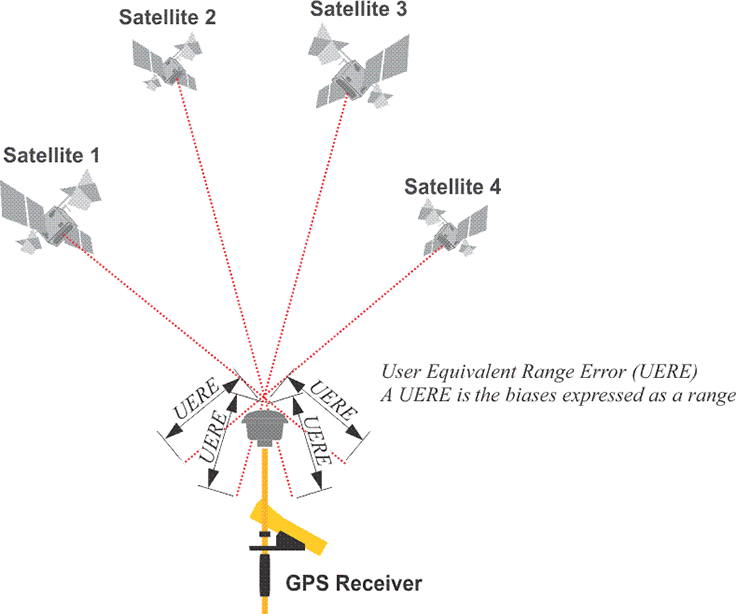 Satellite 3
Satellite 2
Satellite 1
Satellite 4
User Equivalent Range Error (UERE)
A UERE is the biases expressed as a range
UERE
UERE
UERE
UERE
GPS Receiver